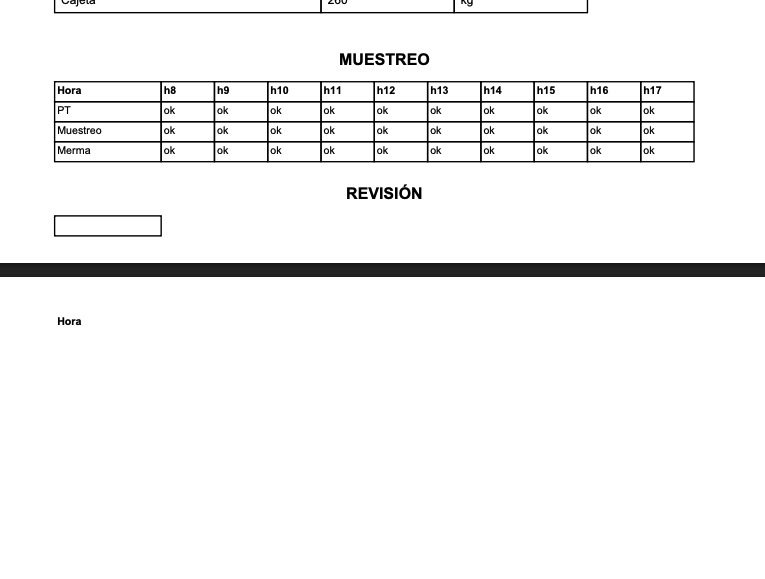 Cajeta 280 kg
MUESTREO
Hora h8 h9 h10 h11 h12 h13 h14 h15 h16 h17
PT ok ok ok ok ok ok ok ok ok ok
Muestreo ok ok ok ok ok ok ok ok ok ok
Merma ok ok ok ok ok ok ok ok ok ok
REVISIÓN
Hora